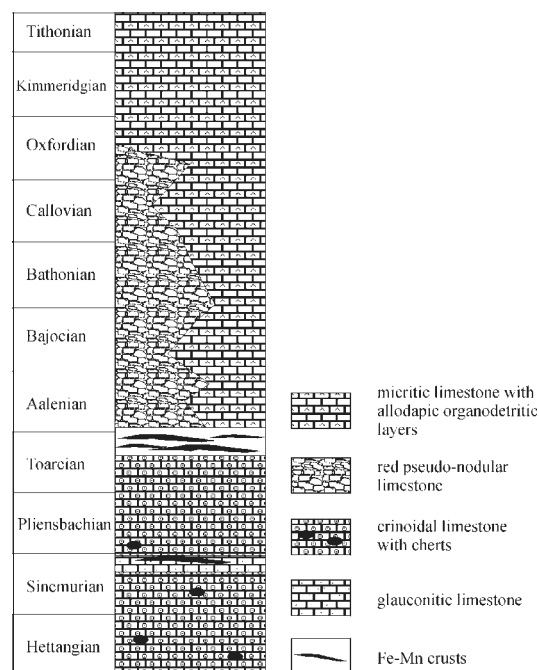 Tithonian
Kimmeridgian
Oxfordian
Callovian
Bathonian
Bajocian
Aalenian
Toarcian
Pliensbachian
Sinemurian
Hettangian
micritic limestone with
allodapic organodetritic
layers
red pseudo-nodular
limestone
crinoidal limestone
with cherts
glauconitic limestone
Fe-Mn crusts